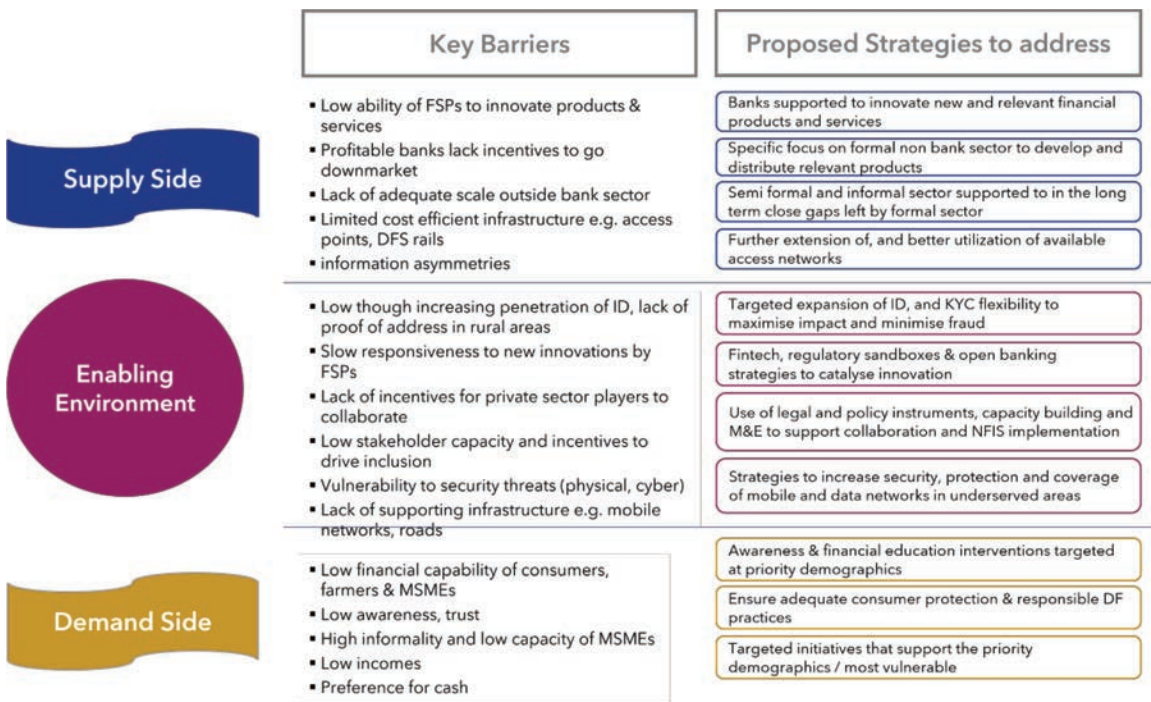 Key Barriers
Proposed Strategies to address
Supply Side
▪ Low ability of FSPs to innovate products &
services
▪ Profitable banks lack incentives to go
downmarket
▪ Lack of adequate scale outside bank sector
▪ Limited cost efficient infrastructure e.g. access
points, DFS rails
▪ information asymmetries
Banks supported to innovate new and relevant financial
products and services
Specific focus on formal non bank sector to develop and
distribute relevant products
Semi formal and informal sector supported to in the long
term close gaps left by formal sector
Further extension of, and better utilization of available
access networks
Enabling
Environment
▪ Low though increasing penetration of ID, lack of
proof of address in rural areas
▪ Slow responsiveness to new innovations by
FSPs
▪ Lack of incentives for private sector players to
collaborate
▪ Low stakeholder capacity and incentives to
drive inclusion
▪ Vulnerability to security threats (physical, cyber)
▪ Lack of supporting infrastructure e.g. mobile
networks, roads
Targeted expansion of ID, and KYC flexibility to
maximise impact and minimise fraud
Fintech, regulatory sandboxes & open banking
strategies to catalyse innovation
Use of legal and policy instruments, capacity building and
M&E to support collaboration and NFIS implementation
Strategies to increase security, protection and coverage
of mobile and data networks in underserved areas
Demand Side
▪ Low financial capability of consumers,
farmers & MSMEs
▪ Low awareness, trust
▪ High informality and low capacity of MSMEs
▪ Low incomes
▪ Preference for cash
Awareness & financial education interventions targeted
at priority demographics
Ensure adequate consumer protection & responsible DF
practices
Targeted initiatives that support the priority
demographics / most vulnerable